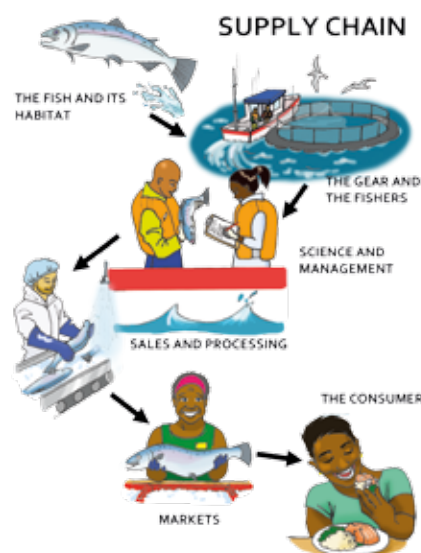 SUPPLY CHAIN
THE FISH AND ITS
HABITAT
THE GEAR AND
THE FISHERS
SCIENCE AND
MANAGEMENT
SALES AND PROCESSING
MARKETS
THE CONSUMER